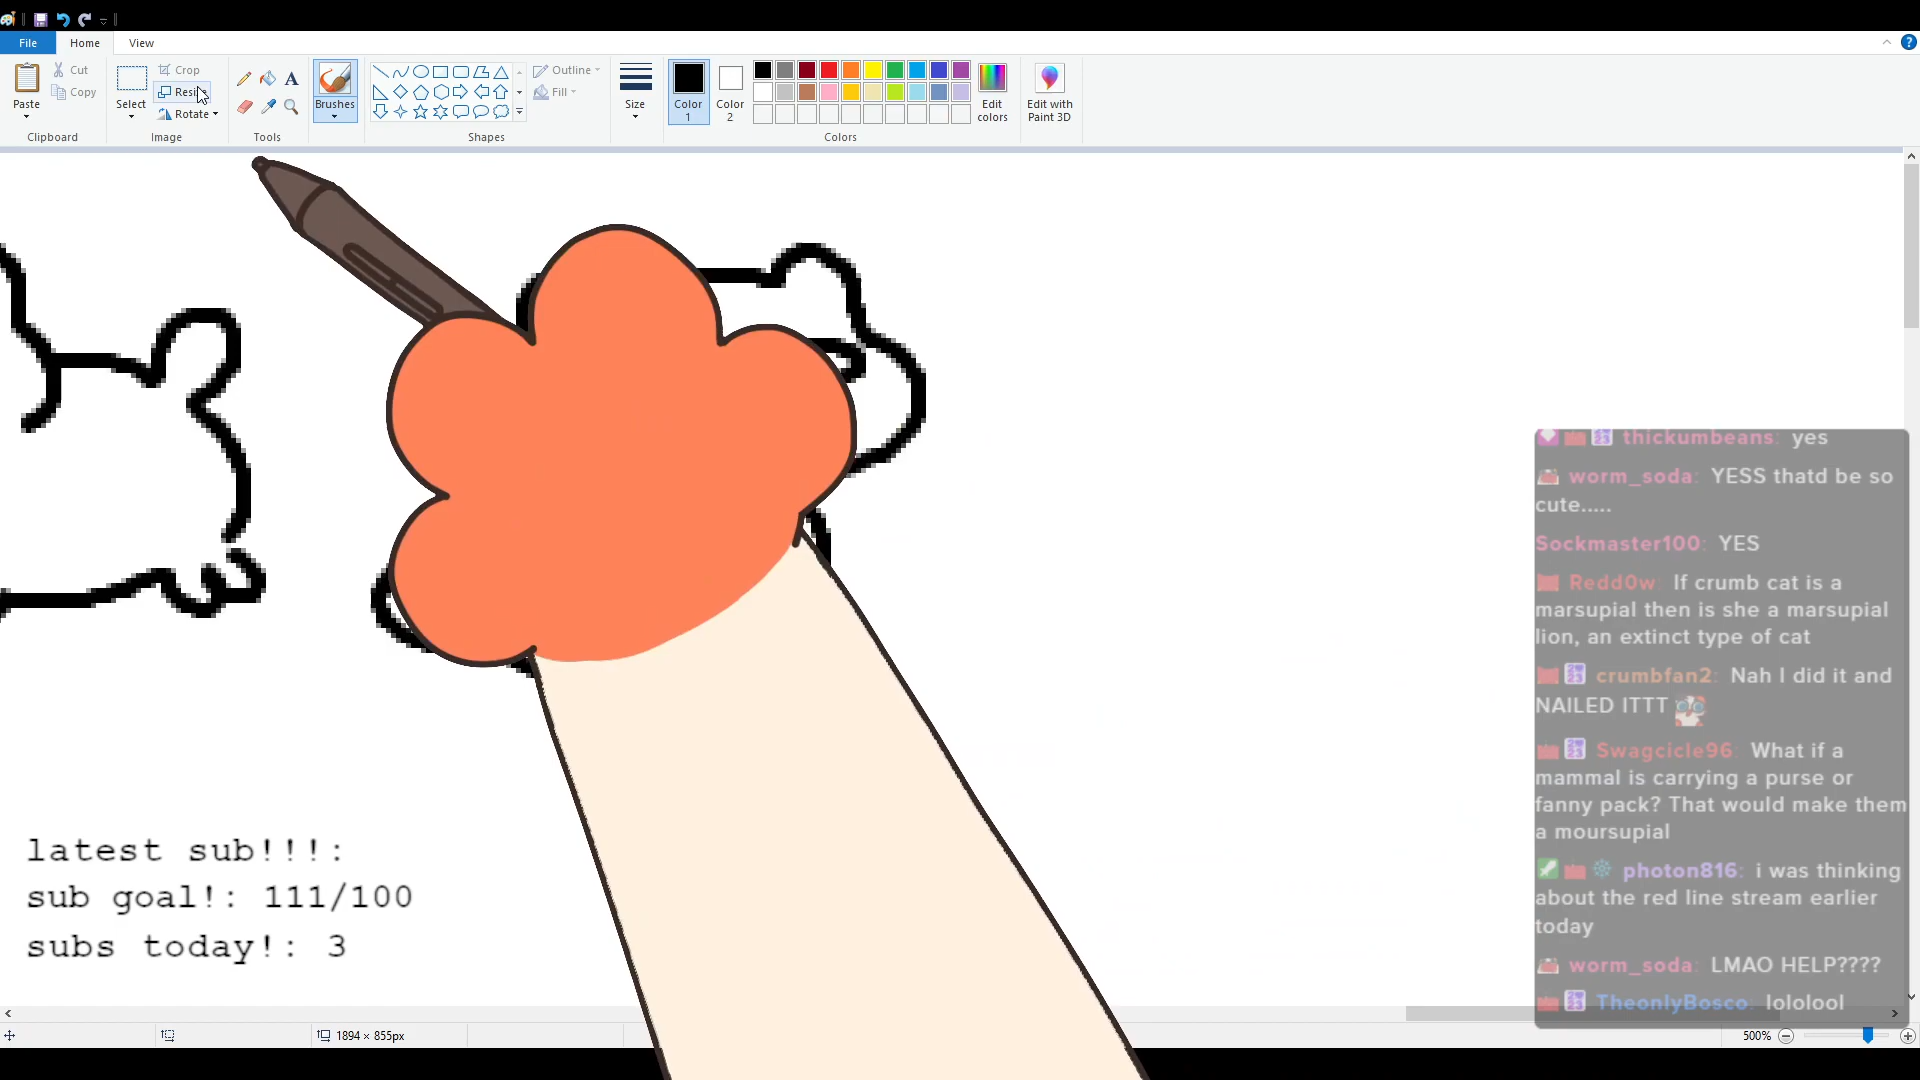 File Home View
Paste Cut Copy Select Crop Rotate Brushes Outline Fill Size Color 1 Color 2 Edit colors Edit with Paint 3D
Clipboard Image Tools Shapes Colors
thickumbeans: yes
worm_soda: YESS thatd be so
cute.....
Sockmaster100: YES
Redd0w: If crumb cat is a
marsupial then is she a marsupial
lion, an extinct type of cat
crumbfan2: Nah I did it and
NAILED ITTT
Swagcicle96: What if a
mammal is carrying a purse or
fanny pack? That would make them
a moursupial
photon816: i was thinking
about the red line stream earlier
today
worm_soda: LMAO HELP????
TheonlyBosco: lololool
latest sub!!!:
sub goal!: 111/100
subs today!: 3
1894 × 855px
500%